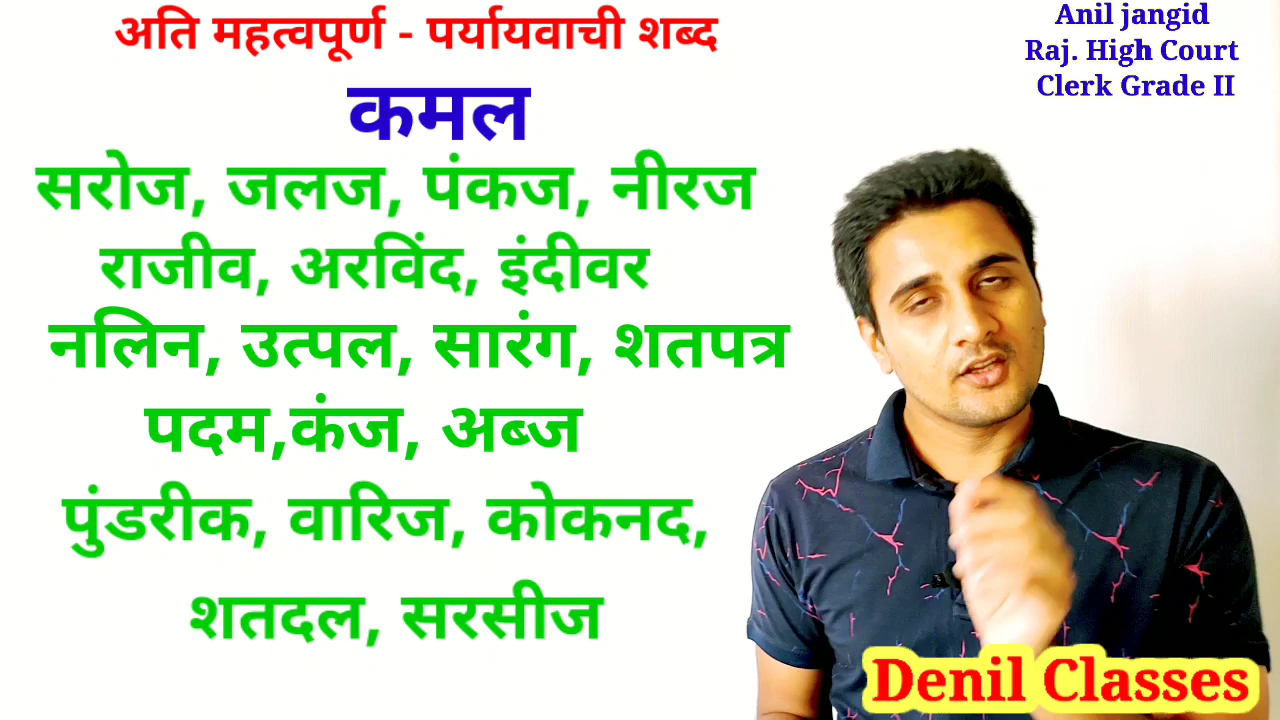 अति महत्वपूर्ण - पर्यायवाची शब्द
कमल
सरोज, जलज, पंकज, नीरज
राजीव, अरविंद, इंदीवर
नलिन, उत्पल, सारंग, शतपत्र
पदम,कंज, अब्ज
पुंडरीक, वारिज, कोकनद,
शतदल, सरसीज
Anil jangid
Raj. High Court
Clerk Grade II
Denil Classes